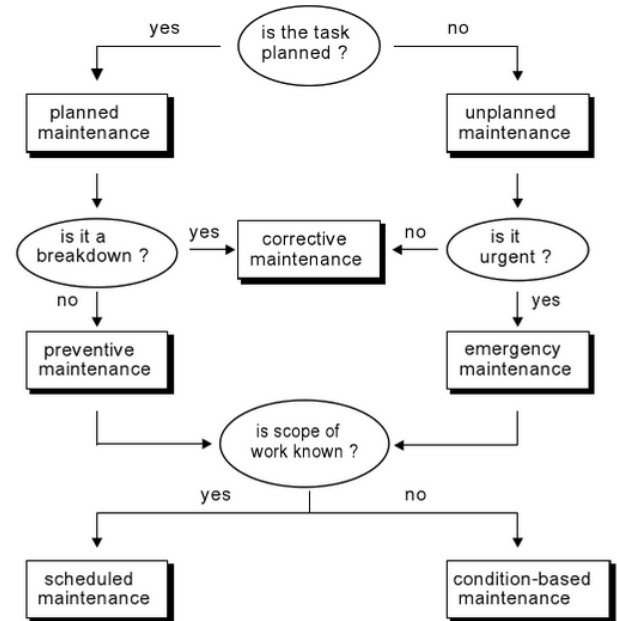 yes
is the task
planned ?
no
planned
maintenance
unplanned
maintenance
is it a
breakdown ?
yes
corrective
maintenance
no
is it
urgent ?
no
yes
preventive
maintenance
emergency
maintenance
is scope of
work known ?
yes
no
scheduled
maintenance
condition-based
maintenance